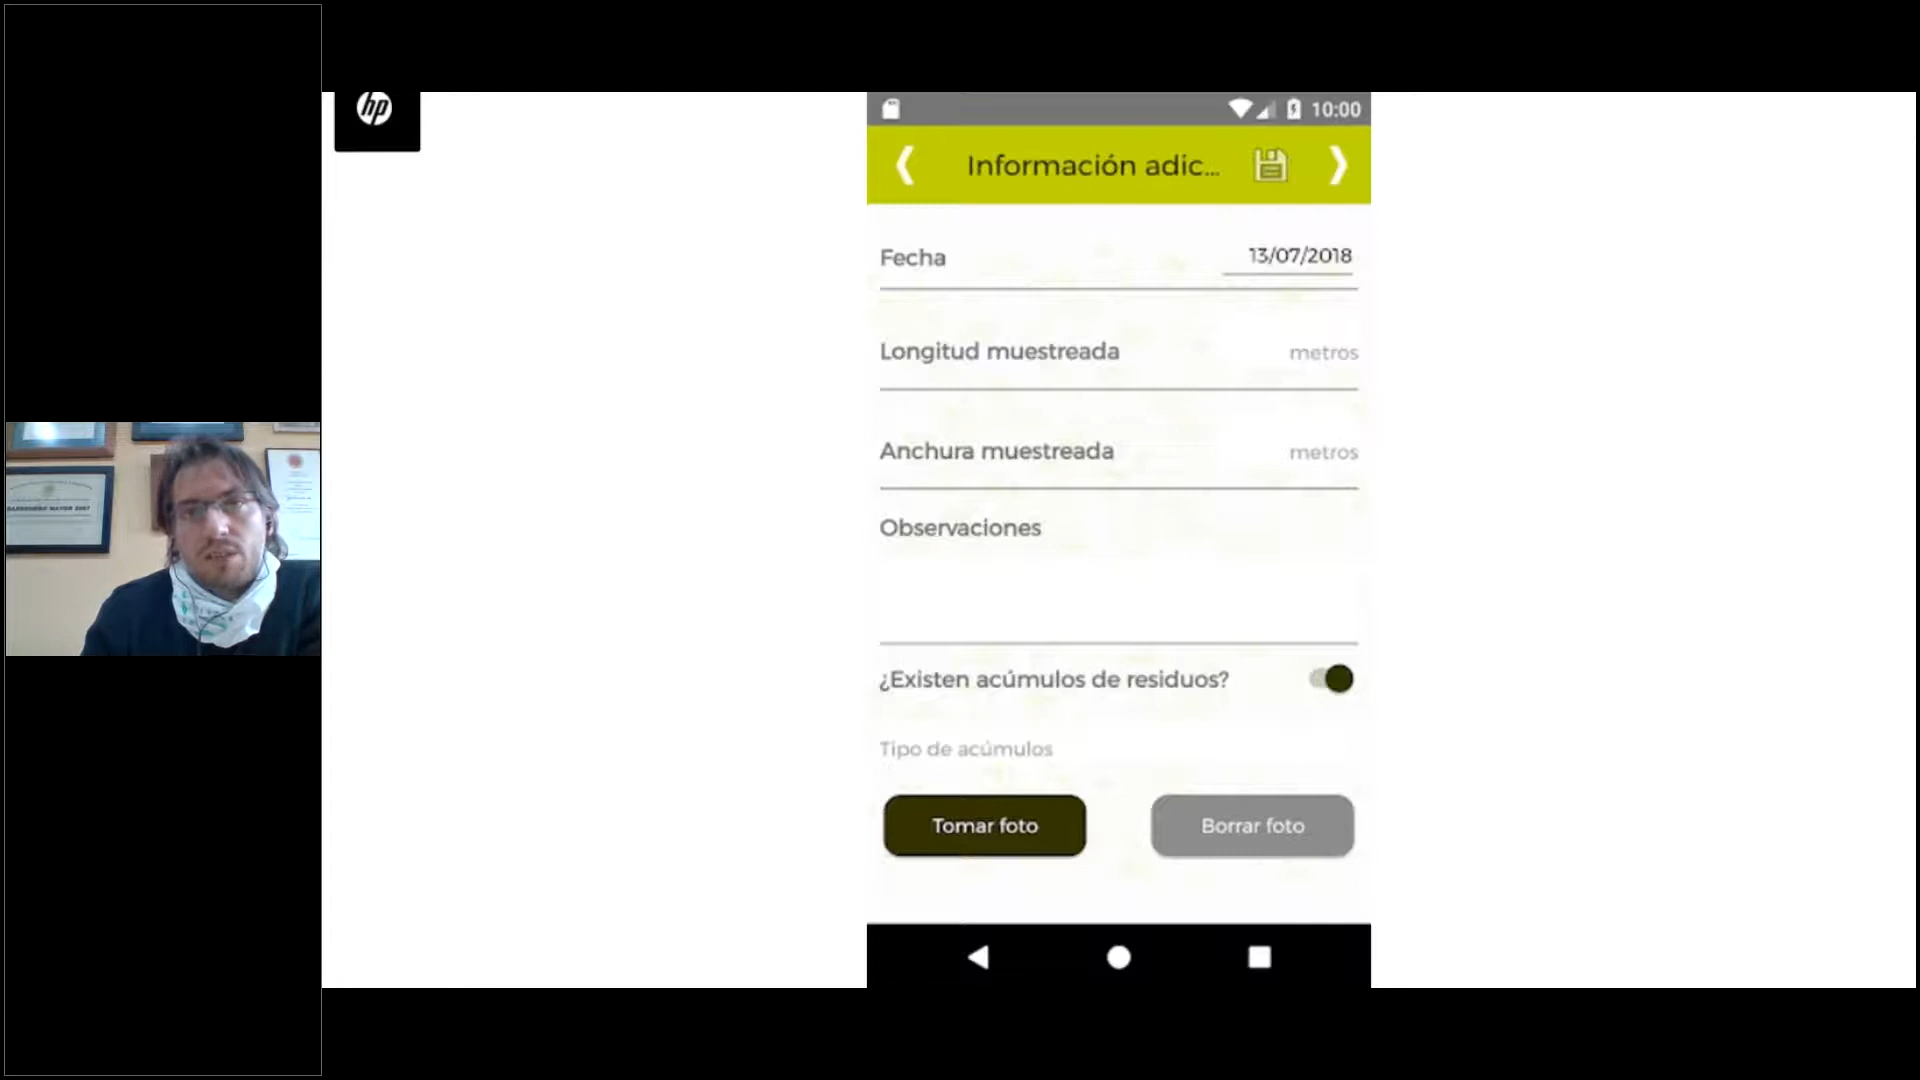 hp
10:00
Información adic...
Fecha
13/07/2018
Longitud muestreada
metros
Anchura muestreada
metros
Observaciones
¿Existen acúmulos de residuos?
Tipo de acúmulos
Tomar foto
Borrar foto